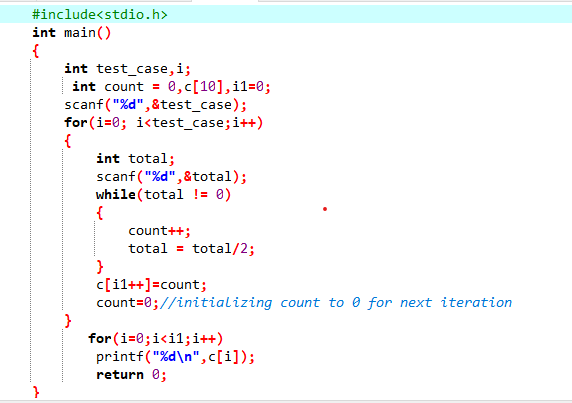 #include<stdio.h>
int main()
{
int test_case,i;
int count = 0,c[10],i1=0;
scanf("%d",&test_case);
for(i=0; i<test_case;i++)
{
int total;
scanf("%d",&total);
while(total != 0)
{
count++;
total = total/2;
}
c[i1++]=count;
count=0;//initializing count to 0 for next iteration
}
for(i=0;i<i1;i++)
printf("%d\n",c[i]);
return 0;
}